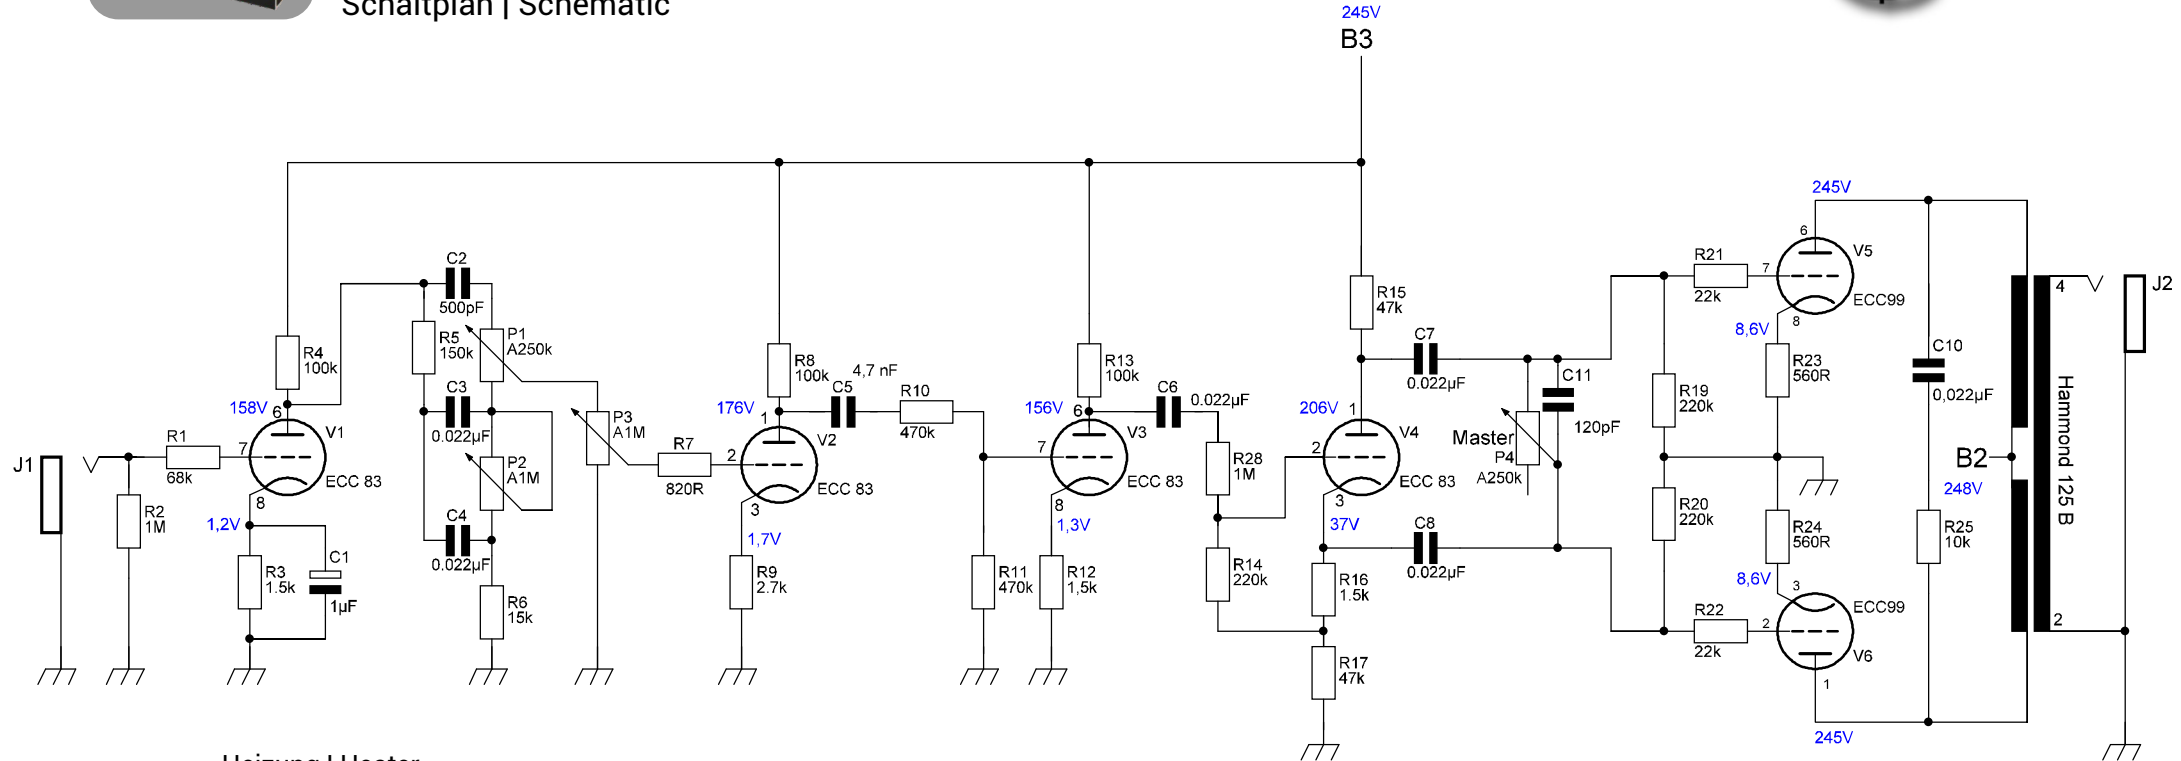 Schaltplan | Schematic
245V
B3
J1
R1
68k
R2
1M
158V
R4
100k
6
7
V1
ECC 83
8
1,2V
R3
1.5k
C1
1µF
C2
500pF
R5
150k
P1
A250k
C3
0.022µF
P2
A1M
C4
0.022µF
R6
15k
P3
A1M
R7
820R
176V
R8
100k
1
2
V2
ECC 83
3
1,7V
R9
2.7k
C5
4,7 nF
R10
470k
R11
470k
156V
R13
100k
6
7
V3
ECC 83
8
1,3V
R12
1,5k
C6
0.022µF
R28
1M
R14
220k
R15
47k
206V
1
2
V4
ECC 83
3
37V
R16
1.5k
R17
47k
C7
0.022µF
C8
0.022µF
Master
P4
A250k
C11
120pF
R19
220k
R20
220k
R21
22k
R22
22k
245V
6
7
V5
ECC99
8
8,6V
R23
560R
R24
560R
8,6V
3
ECC99
2
V6
1
245V
C10
0,022µF
R25
10k
B2
248V
Hammond 125 B
4
2
J2